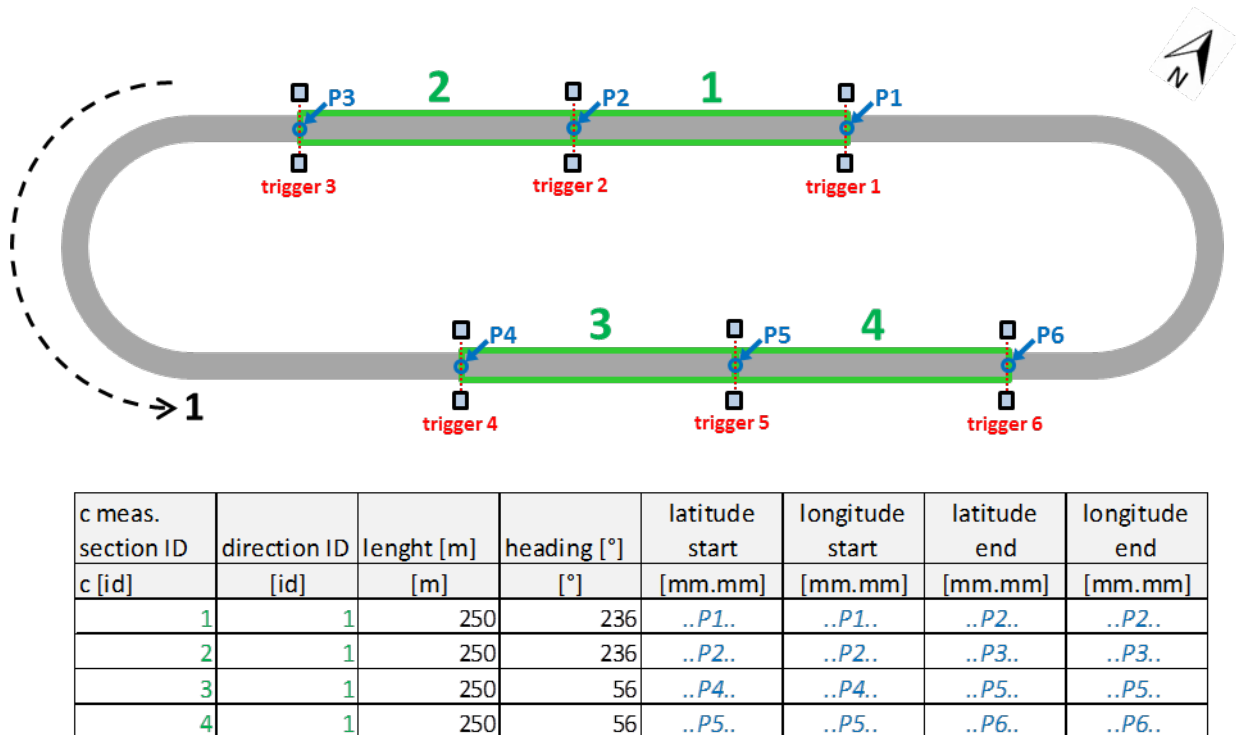 N
2
1
P3
P2
P1
trigger 3
trigger 2
trigger 1
3
4
P4
P5
P6
1
trigger 4
trigger 5
trigger 6
c meas. section ID direction ID lenght [m] heading [°] latitude start longitude start latitude end longitude end
c [id] [id] [m] [°] [mm.mm] [mm.mm] [mm.mm] [mm.mm]
1 1 250 236 ..P1.. ..P1.. ..P2.. ..P2..
2 1 250 236 ..P2.. ..P2.. ..P3.. ..P3..
3 1 250 56 ..P4.. ..P4.. ..P5.. ..P5..
4 1 250 56 ..P5.. ..P5.. ..P6.. ..P6..